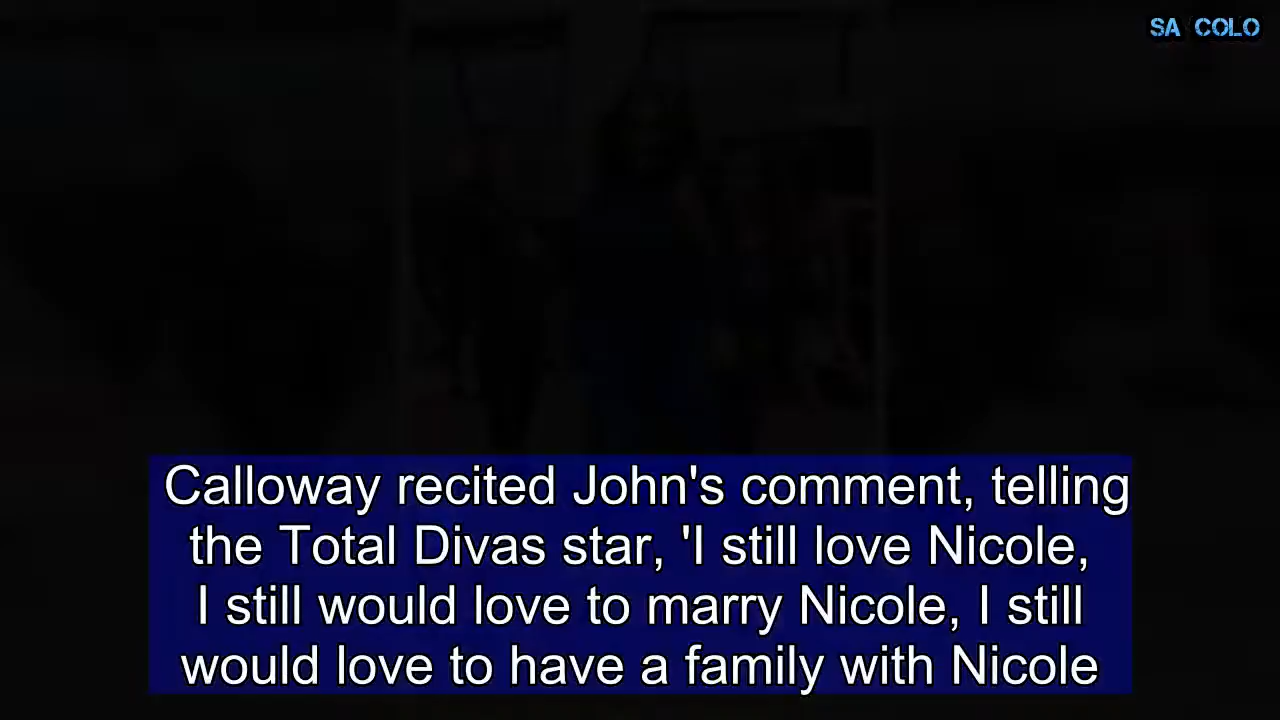 SA COLO
Calloway recited John's comment, telling
the Total Divas star, 'I still love Nicole,
I still would love to marry Nicole, I still
would love to have a family with Nicole